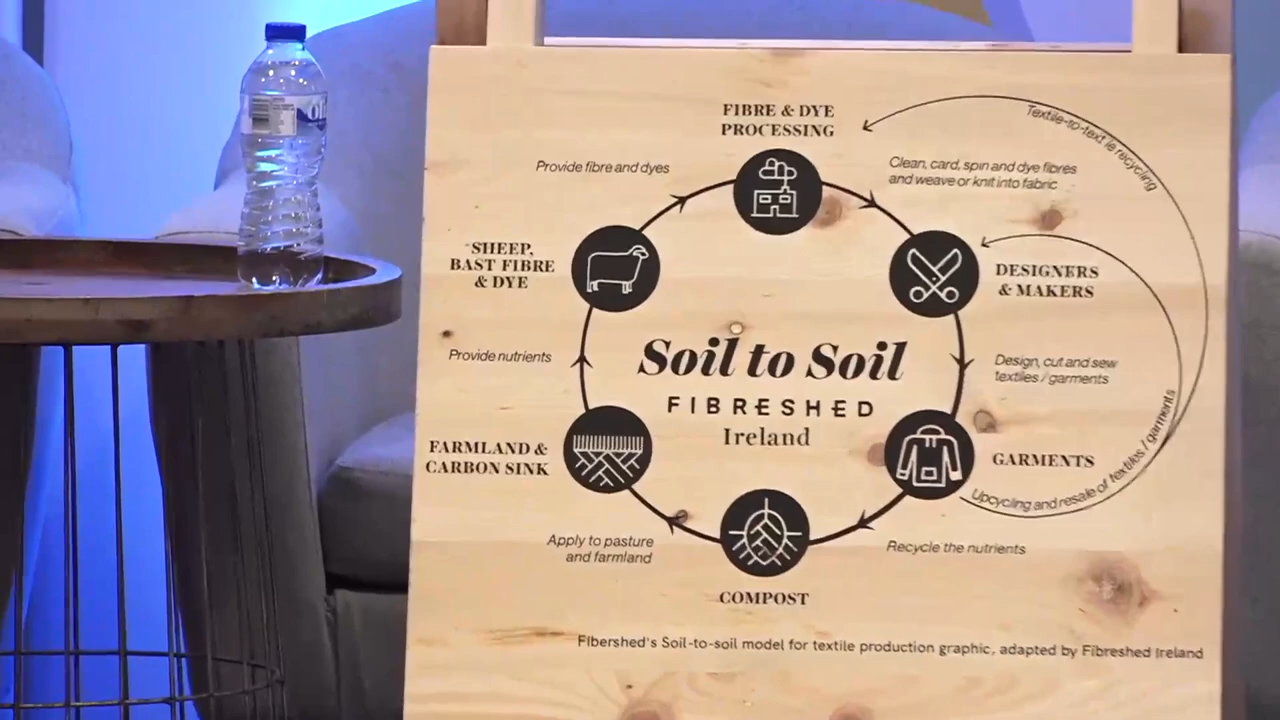 FIBRE & DYE
PROCESSING
Textile-to-text le recycling
Provide fibre and dyes
Clean, card, spin and dye fibres
and weave or knit into fabric
SHEEP,
BAST FIBRE
& DYE
DESIGNERS
& MAKERS
Provide nutrients
Design, cut and sew
textiles / garments
Soil to Soil
FIBRESHED
Ireland
FARMLAND &
CARBON SINK
GARMENTS
Upcycling and resale of textiles / garments
Apply to pasture
and farmland
Recycle the nutrients
COMPOST
Fibershed's Soil-to-soil model for textile production graphic, adapted by Fibreshed Ireland